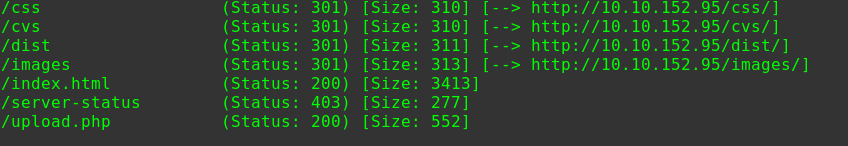 /css                  (Status: 301) [Size: 310] [--> http://10.10.152.95/css/]
/cvs                  (Status: 301) [Size: 310] [--> http://10.10.152.95/cvs/]
/dist                 (Status: 301) [Size: 311] [--> http://10.10.152.95/dist/]
/images               (Status: 301) [Size: 313] [--> http://10.10.152.95/images/]
/index.html           (Status: 200) [Size: 3413]
/server-status        (Status: 403) [Size: 277]
/upload.php           (Status: 200) [Size: 552]